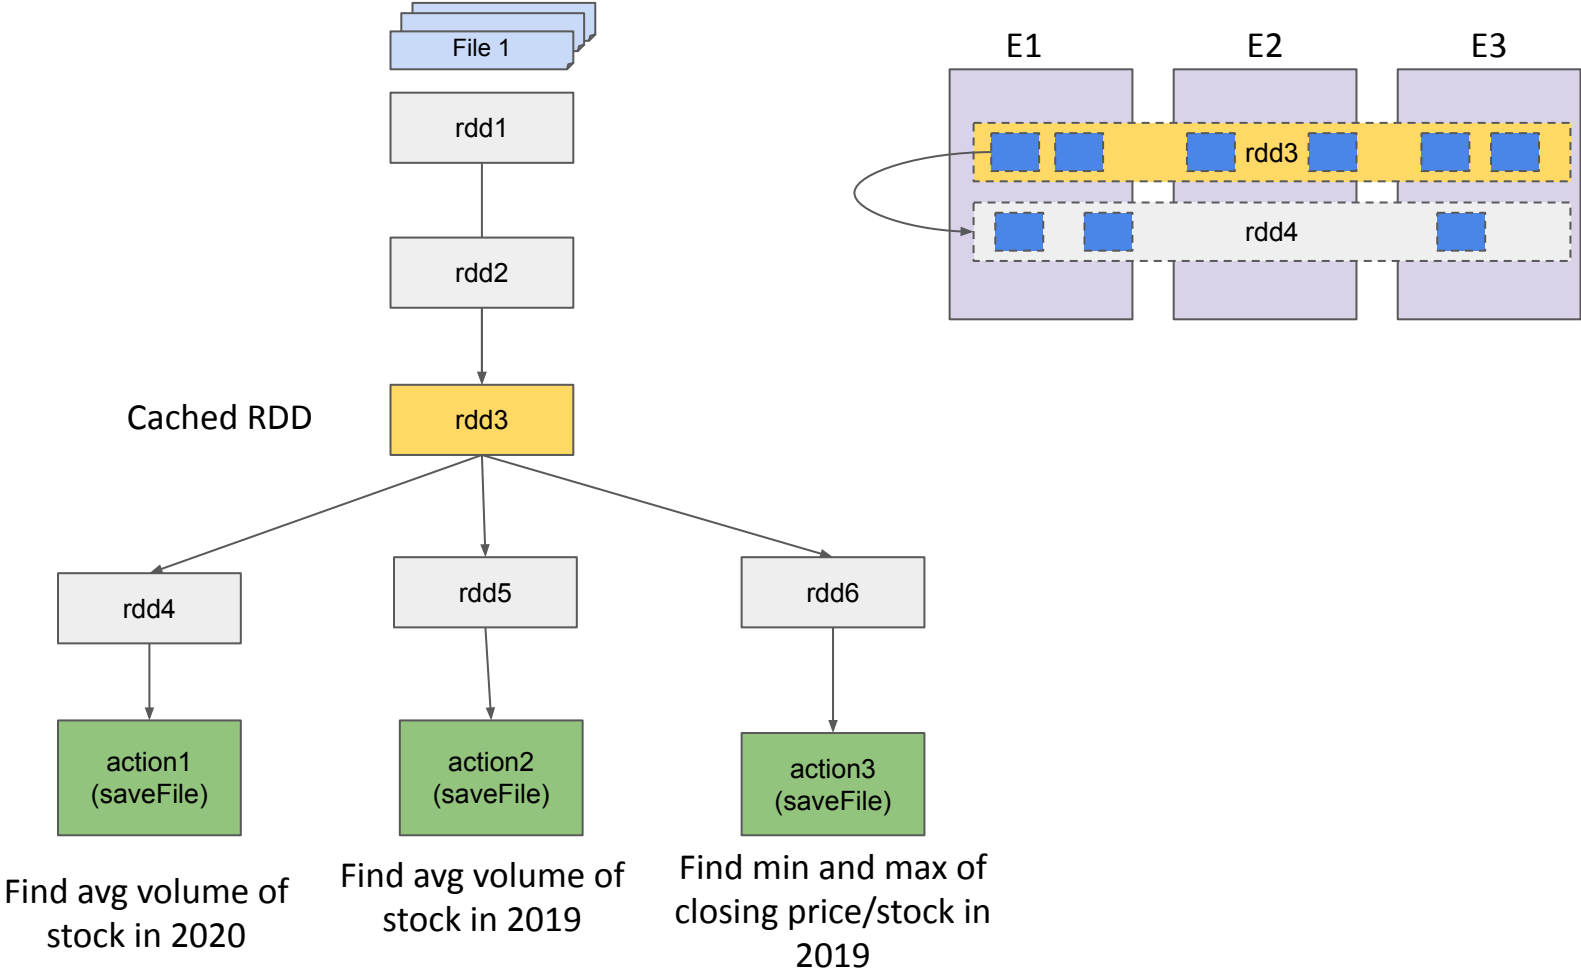 File 1
rdd1
rdd2
Cached RDD
rdd3
rdd4
rdd5
rdd6
action1
(saveFile)
action2
(saveFile)
action3
(saveFile)
Find avg volume of
stock in 2020
Find avg volume of
stock in 2019
Find min and max of
closing price/stock in
2019
E1
E2
E3
rdd3
rdd4